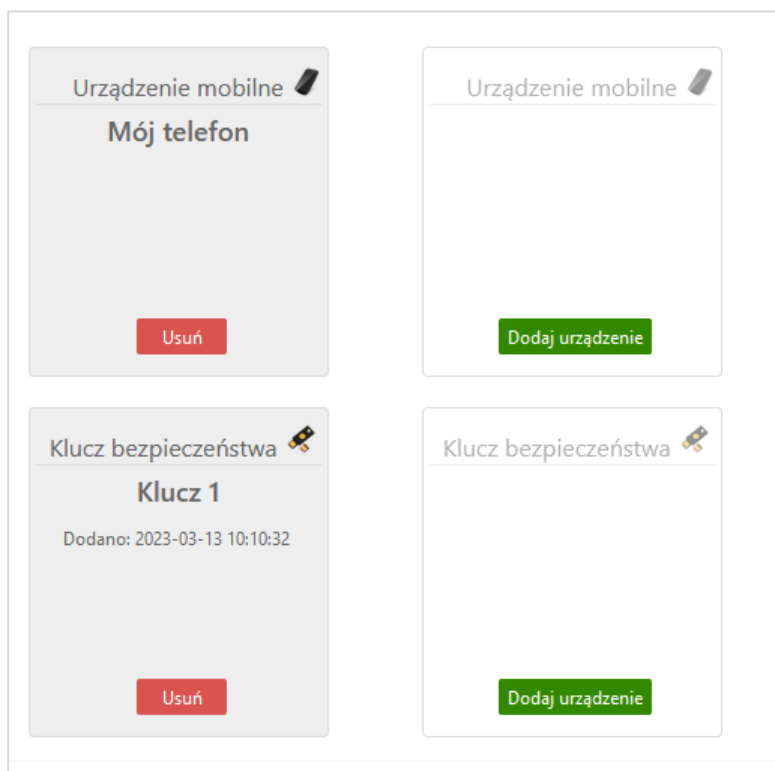 Urządzenie mobilne
Mój telefon
Usuń
Urządzenie mobilne
Dodaj urządzenie
Klucz bezpieczeństwa
Klucz 1
Dodano: 2023-03-13 10:10:32
Usuń
Klucz bezpieczeństwa
Dodaj urządzenie